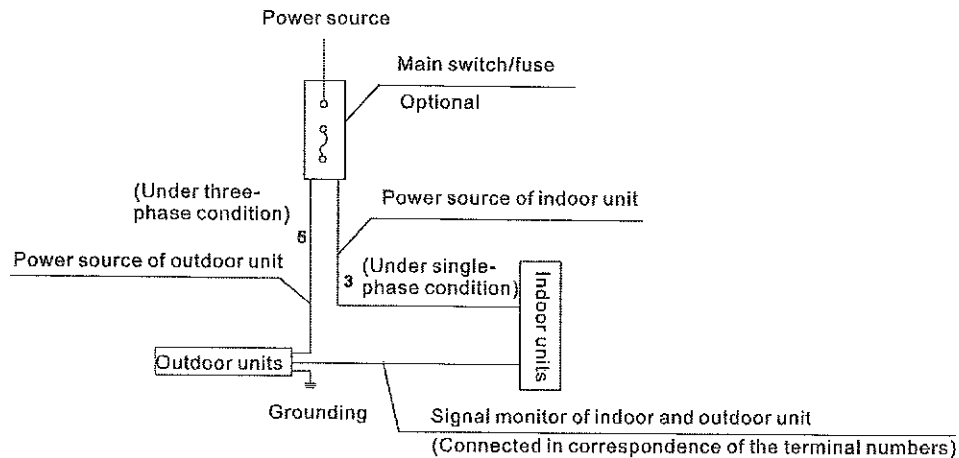 Power source
Main switch/fuse
Optional
(Under three-
phase condition)
5
Power source of indoor unit
Power source of outdoor unit
3
(Under single-
phase condition)
Indoor units
Outdoor units
Grounding
Signal monitor of indoor and outdoor unit
(Connected in correspondence of the terminal numbers)